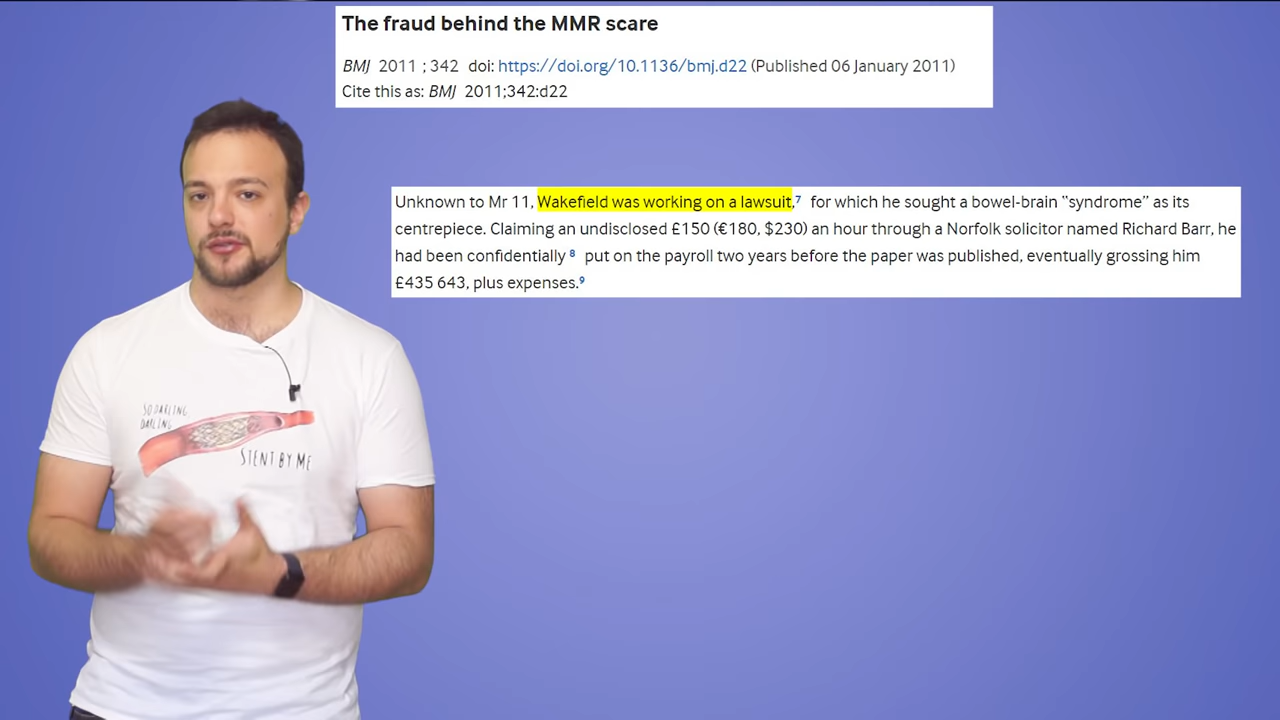 The fraud behind the MMR scare
BMJ 2011 ; 342 doi: https://doi.org/10.1136/bmj.d22 (Published 06 January 2011)
Cite this as: BMJ 2011;342:d22
Unknown to Mr 11, Wakefield was working on a lawsuit,7 for which he sought a bowel-brain "syndrome" as its
centrepiece. Claiming an undisclosed £150 (€180, $230) an hour through a Norfolk solicitor named Richard Barr, he
had been confidentially 8 put on the payroll two years before the paper was published, eventually grossing him
£435 643, plus expenses.9
SO DARLING
DARLING
STENT BY ME